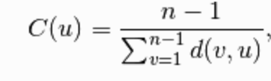 C(u) = \frac{n-1}{\sum_{v=1}^{n-1} d(v, u)},